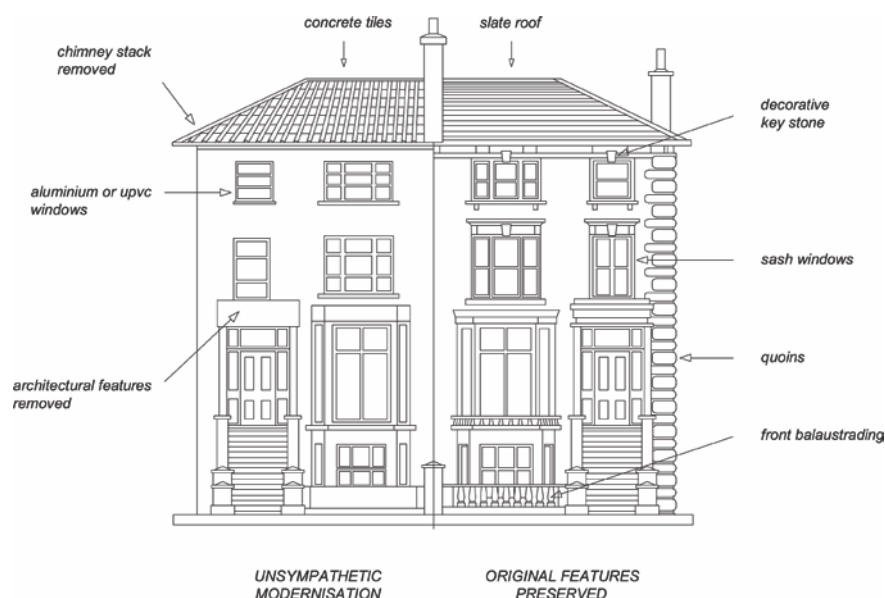 concrete tiles
slate roof
chimney stack
removed
decorative
key stone
aluminium or upvc
windows
sash windows
quoins
architectural features
removed
front balaustrading
UNSYMPATHETIC
MODERNISATION
ORIGINAL FEATURES
PRESERVED